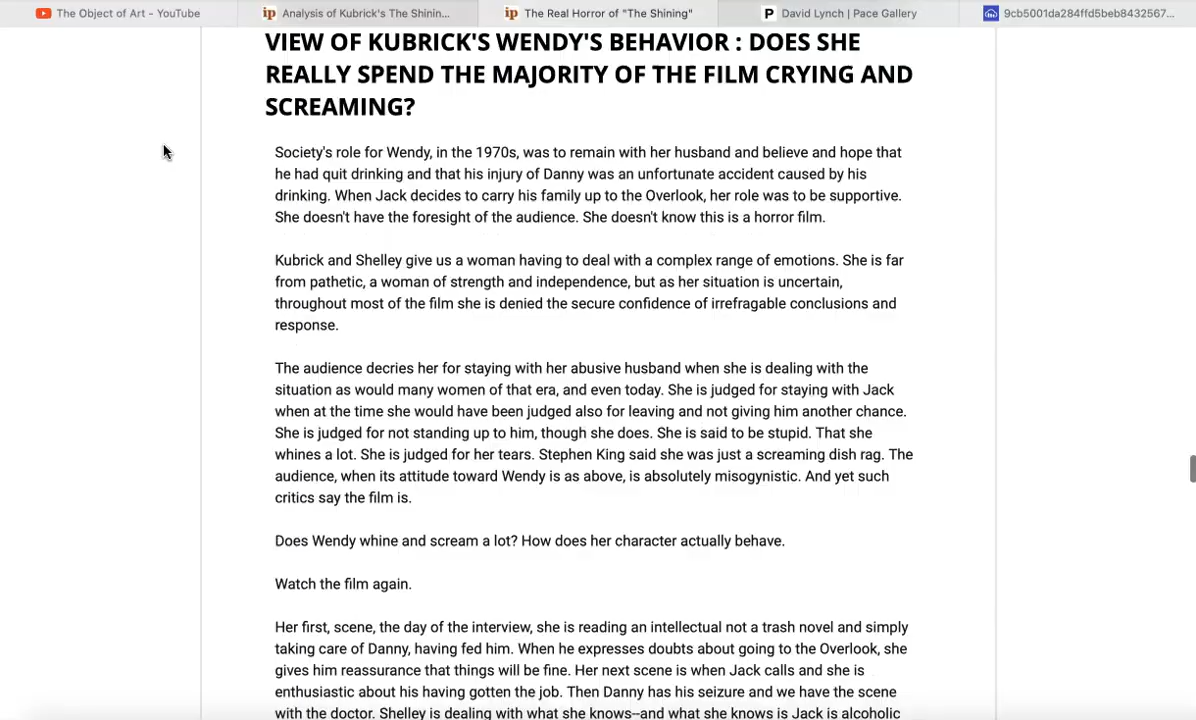 The Object of Art - YouTube
ip Analysis of Kubrick's The Shinin...
ip The Real Horror of "The Shining"
P David Lynch | Pace Gallery
9cb5001da284ffd5beb8432567...
VIEW OF KUBRICK'S WENDY'S BEHAVIOR : DOES SHE
REALLY SPEND THE MAJORITY OF THE FILM CRYING AND
SCREAMING?
Society's role for Wendy, in the 1970s, was to remain with her husband and believe and hope that
he had quit drinking and that his injury of Danny was an unfortunate accident caused by his
drinking. When Jack decides to carry his family up to the Overlook, her role was to be supportive.
She doesn't have the foresight of the audience. She doesn't know this is a horror film.
Kubrick and Shelley give us a woman having to deal with a complex range of emotions. She is far
from pathetic, a woman of strength and independence, but as her situation is uncertain,
throughout most of the film she is denied the secure confidence of irrefragable conclusions and
response.
The audience decries her for staying with her abusive husband when she is dealing with the
situation as would many women of that era, and even today. She is judged for staying with Jack
when at the time she would have been judged also for leaving and not giving him another chance.
She is judged for not standing up to him, though she does. She is said to be stupid. That she
whines a lot. She is judged for her tears. Stephen King said she was just a screaming dish rag. The
audience, when its attitude toward Wendy is as above, is absolutely misogynistic. And yet such
critics say the film is.
Does Wendy whine and scream a lot? How does her character actually behave.
Watch the film again.
Her first, scene, the day of the interview, she is reading an intellectual not a trash novel and simply
taking care of Danny, having fed him. When he expresses doubts about going to the Overlook, she
gives him reassurance that things will be fine. Her next scene is when Jack calls and she is
enthusiastic about his having gotten the job. Then Danny has his seizure and we have the scene
with the doctor. Shelley is dealing with what she knows--and what she knows is Jack is alcoholic